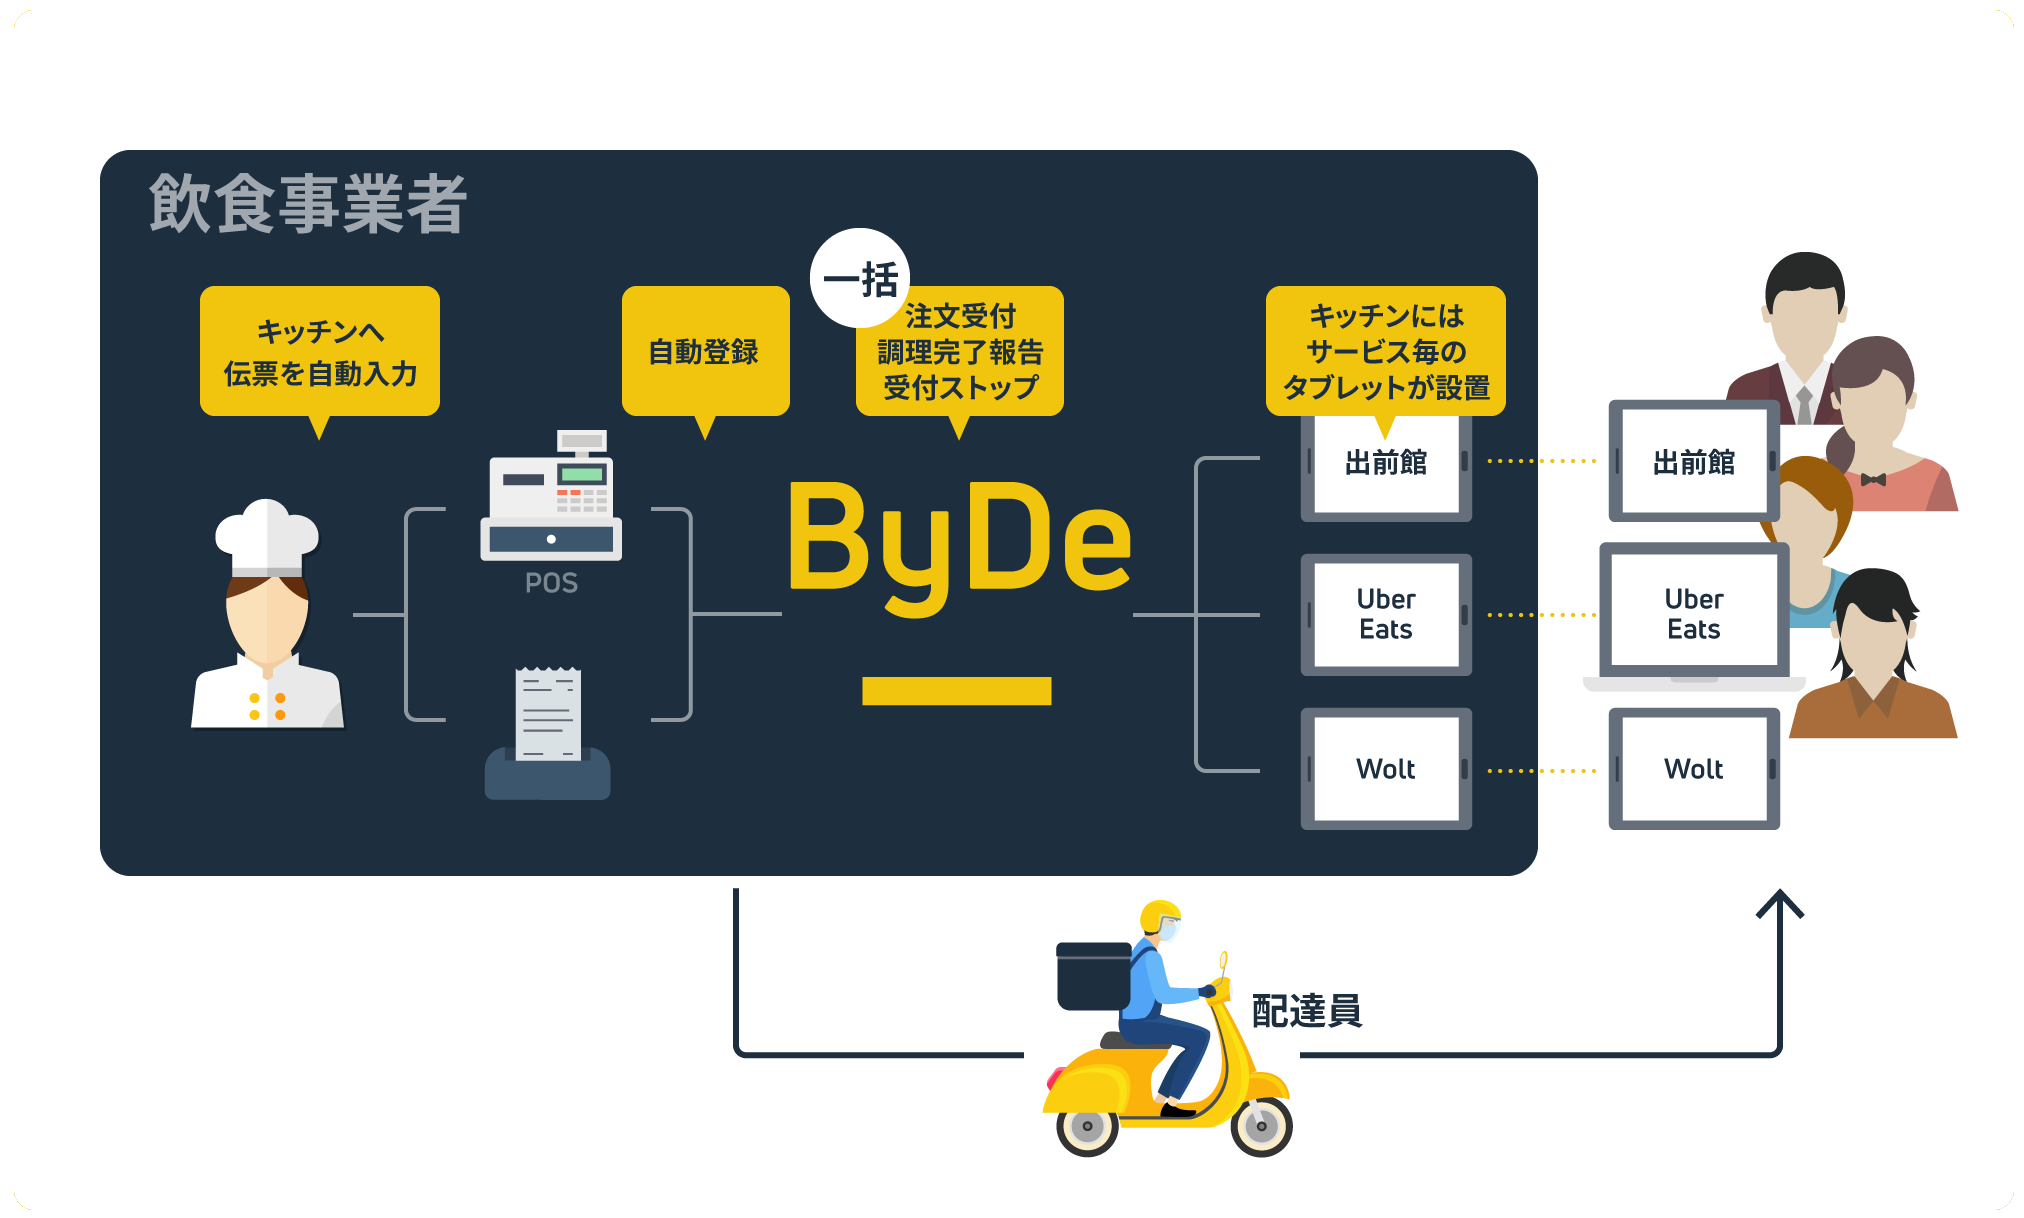 飲食事業者
キッチンへ
伝票を自動入力
自動登録
一括
注文受付
調理完了報告
受付ストップ
キッチンには
サービス毎の
タブレットが設置
POS
ByDe
出前館
Uber
Eats
Wolt
出前館
Uber
Eats
Wolt
配達員